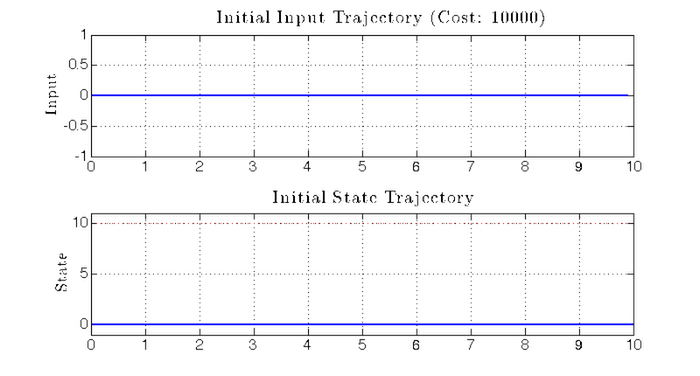 Initial Input Trajectory (Cost: 10000)
Input
1
0.5
0
-0.5
-1
0 1 2 3 4 5 6 7 8 9 10
Initial State Trajectory
State
10
5
0
0 1 2 3 4 5 6 7 8 9 10